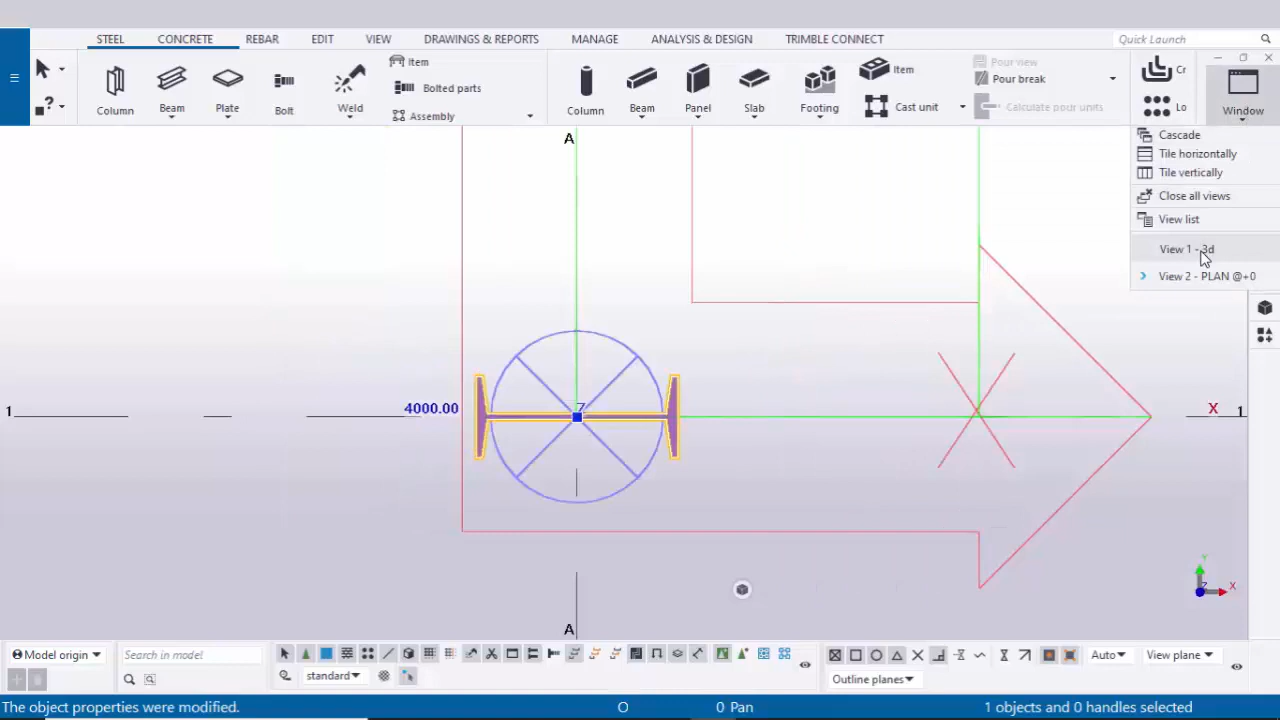 STEEL CONCRETE REBAR EDIT VIEW DRAWINGS & REPORTS MANAGE ANALYSIS & DESIGN TRIMBLE CONNECT Quick Launch
Column Beam Plate Bolt Weld
Item
Bolted parts
Assembly
Column Beam Panel Slab Footing
Item
Cast unit
Pour view
Pour break
Calculate pour units
Cr
Lo
Window
Cascade
Tile horizontally
Tile vertically
Close all views
View list
View 1 - 3d
View 2 - PLAN @+0
A
1
4000.00
Z
X
1
A
Y
Z
X
Model origin
Search in model
standard
Auto
View plane
Outline planes
The object properties were modified.
O
0 Pan
1 objects and 0 handles selected